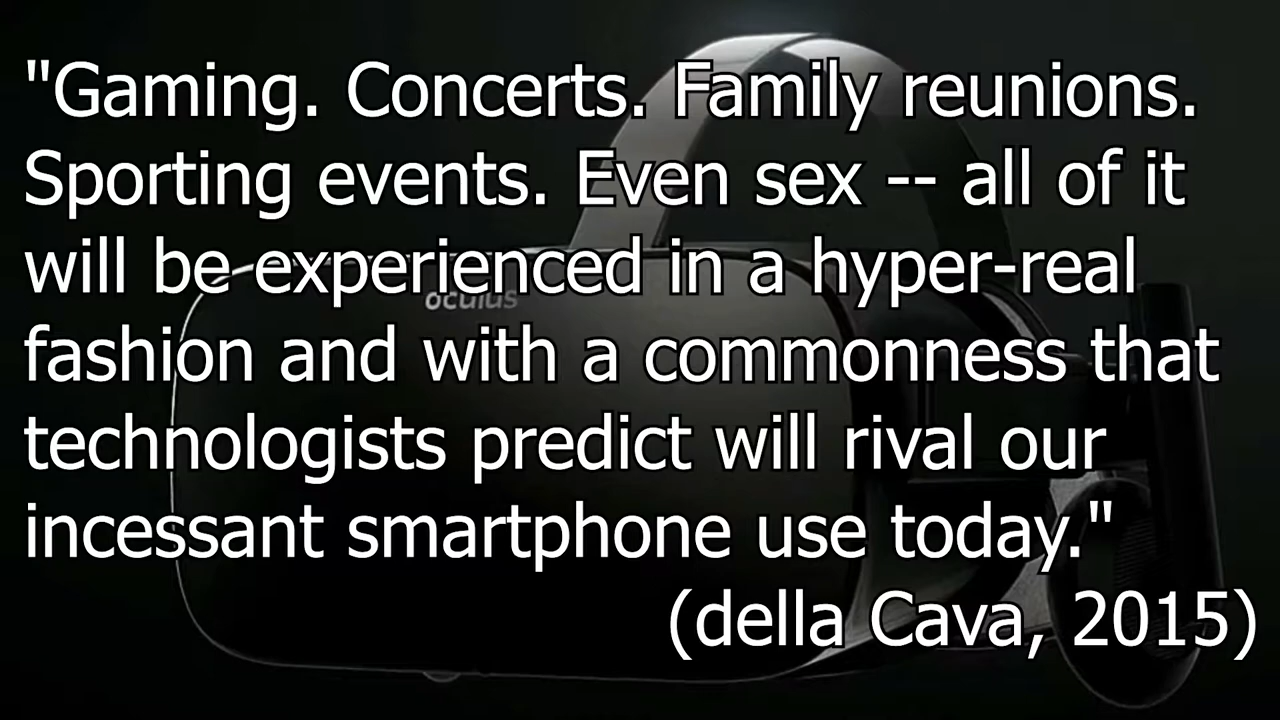 "Gaming. Concerts. Family reunions.
Sporting events. Even sex -- all of it
will be experienced in a hyper-real
oculus
fashion and with a commonness that
technologists predict will rival our
incessant smartphone use today."
(della Cava, 2015)